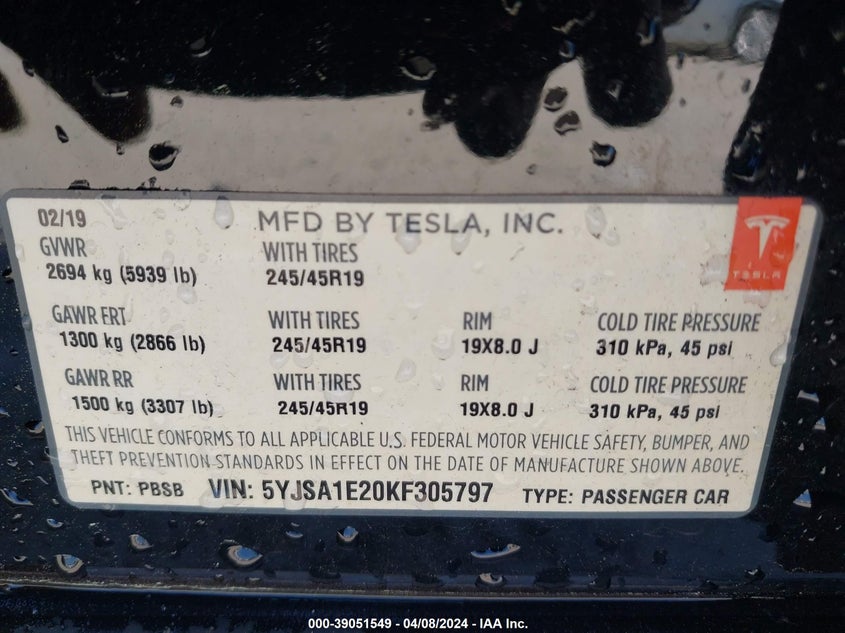 02/19 MFD BY TESLA, INC.
GVWR WITH TIRES
2694 kg (5939 lb) 245/45R19
TESLA
GAWR FRT WITH TIRES RIM COLD TIRE PRESSURE
1300 kg (2866 lb) 245/45R19 19X8.0 J 310 kPa, 45 psi
GAWR RR WITH TIRES RIM COLD TIRE PRESSURE
1500 kg (3307 lb) 245/45R19 19X8.0 J 310 kPa, 45 psi
THIS VEHICLE CONFORMS TO ALL APPLICABLE U.S. FEDERAL MOTOR VEHICLE SAFETY, BUMPER, AND
THEFT PREVENTION STANDARDS IN EFFECT ON THE DATE OF MANUFACTURE SHOWN ABOVE.
PNT: PBSB VIN: 5YJSA1E20KF305797 TYPE: PASSENGER CAR
000-39051549 - 04/08/2024 - IAA Inc.